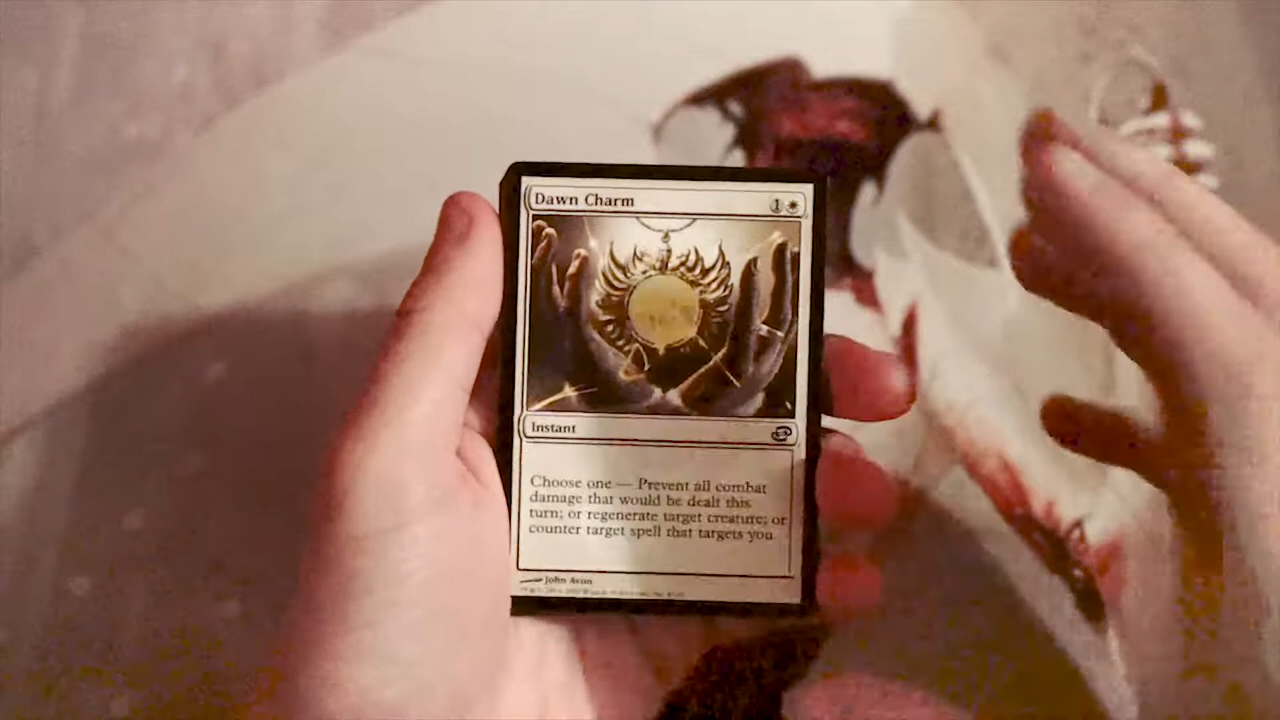 Dawn Charm 1
Instant
Choose one — Prevent all combat
damage that would be dealt this
turn; or regenerate target creature; or
counter target spell that targets you
John Avon